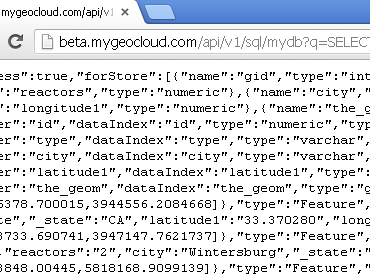 mygeocloud.com/api/v1
beta.mygeocloud.com/api/v1/sql/mydb?q=SELECT
ess":true,"forStore":[{"name":"gid","type":"int
:"reactors","type":"numeric"},{"name":"city","
:"longitude1","type":"numeric"},{"name":"the_g
er":"id","dataIndex":"id","type":"numeric","typ
er":"type","dataIndex":"type","type":"varchar",
er":"city","dataIndex":"city","type":"varchar",
er":"latitude1","dataIndex":"latitude1","type":
er":"the_geom","dataIndex":"the_geom","type":"g
5378.700015,3944556.2084668]},"type":"Feature",
te","_state":"CA","latitude1":"33.370280","long
3733.690741,3947147.7621737]},"type":"Feature",
"reactors":"2","city":"Wintersburg","_state":"
3848.00445,5818168.9099139]},"type":"Feature","